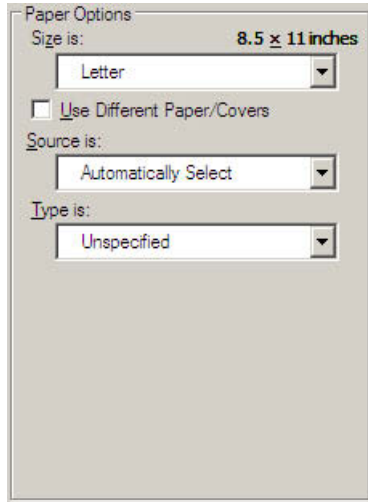 Paper Options
Size is: 8.5 x 11 inches
Letter
Use Different Paper/Covers
Source is:
Automatically Select
Type is:
Unspecified